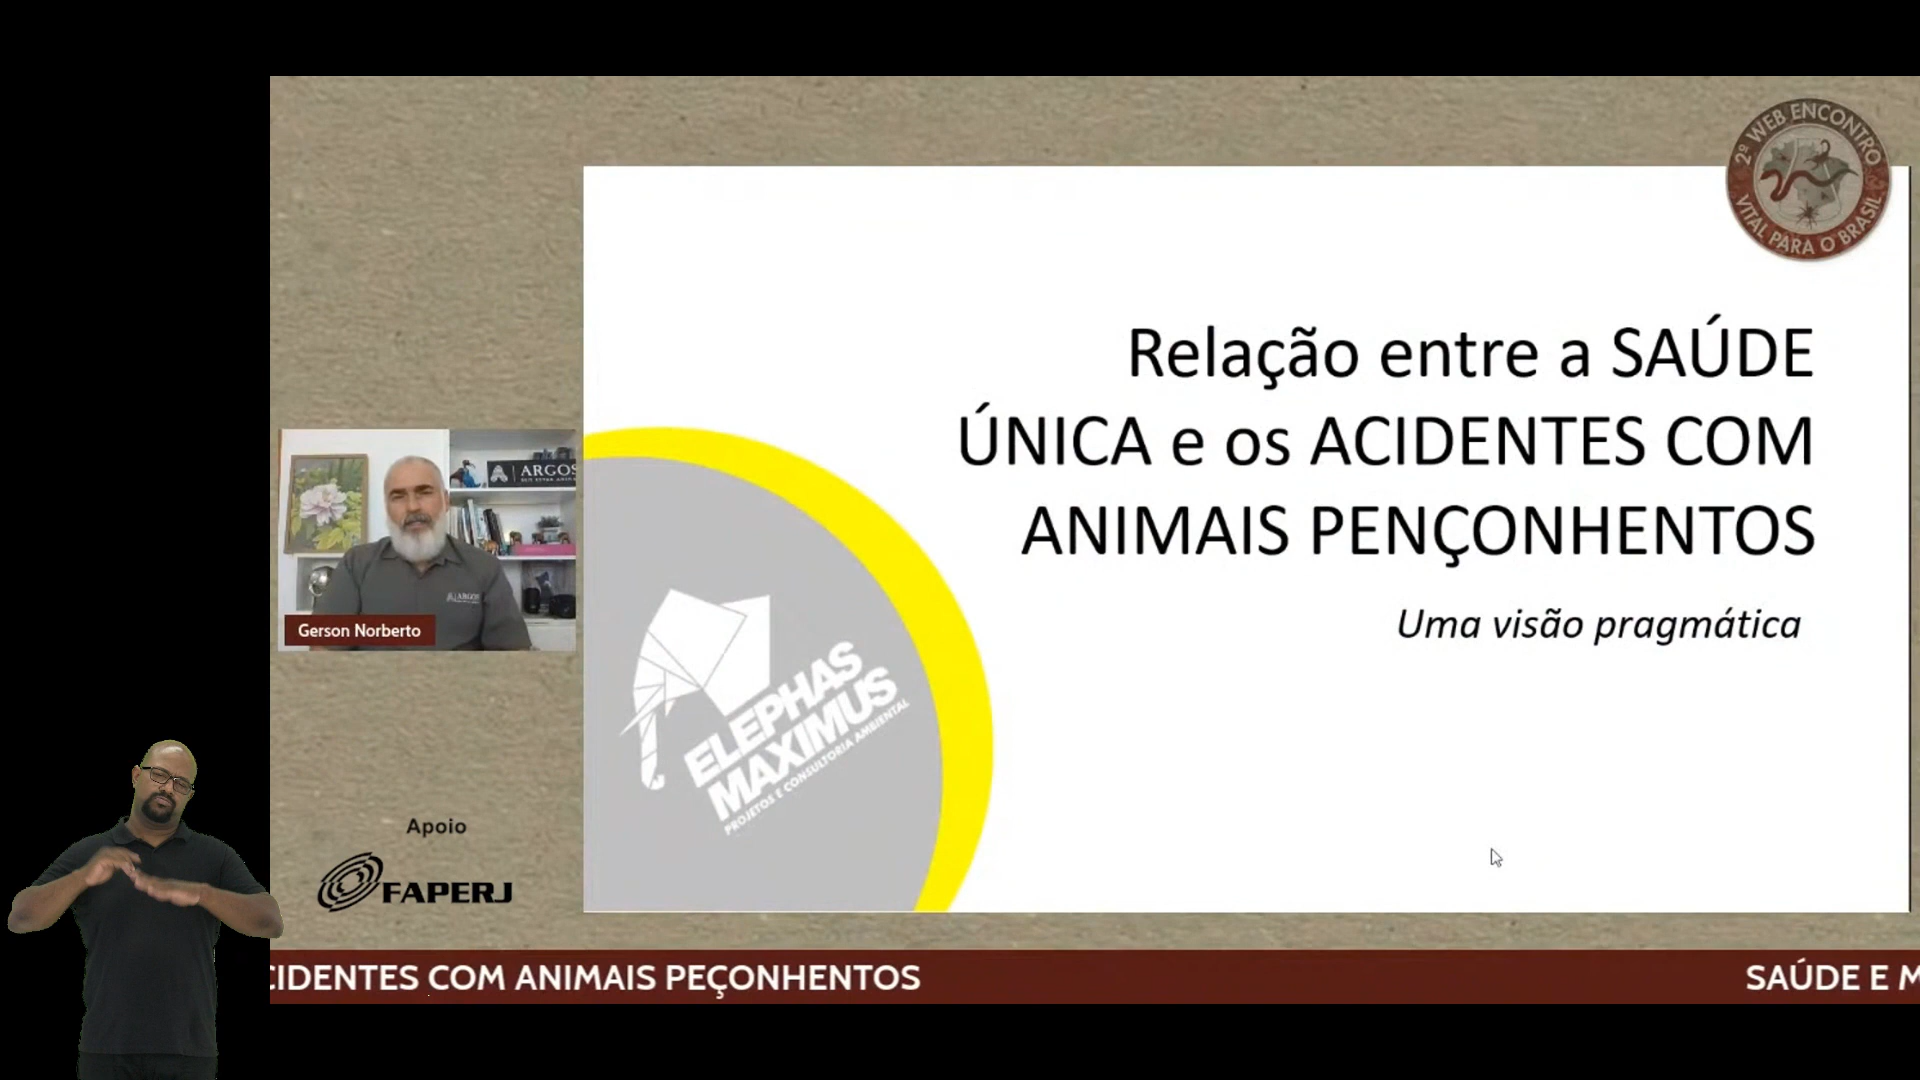 2º WEB ENCONTRO
VITAL PARA O BRASIL
Relação entre a SAÚDE
ÚNICA e os ACIDENTES COM
ANIMAIS PENÇONHENTOS
Uma visão pragmática
ARGOS
ARGOS
Gerson Norberto
ELEPHAS
MAXIMUS
PROJETOS E CONSULTORIA AMBIENTAL
Apoio
FAPERJ
CIDENTES COM ANIMAIS PEÇONHENTOS
SAÚDE E M